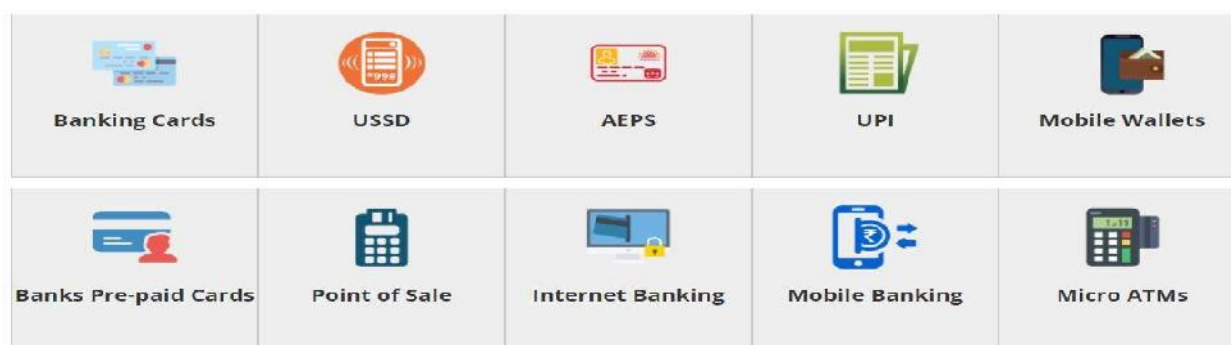 Banking Cards
*99#
USSD
AEPS
UPI
Mobile Wallets
Banks Pre-paid Cards
Point of Sale
Internet Banking
Mobile Banking
₹
Micro ATMs